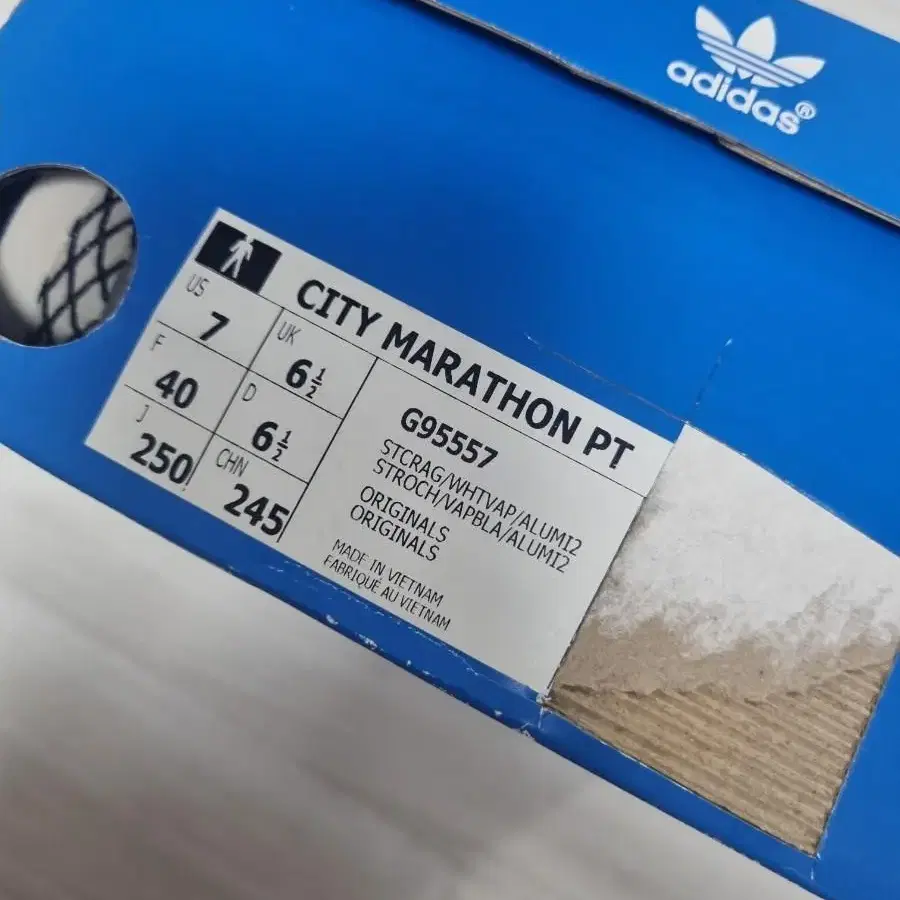 adidas®
CITY MARATHON PT
US
7
UK
6½
F
40
D
6½
J
250
CHN
245
G95557
STCRAG/WHTVAP/ALUMI2
STROCH/VAPBLA/ALUMI2
ORIGINALS
ORIGINALS
MADE IN VIETNAM
FABRIQUÉ AU VIETNAM